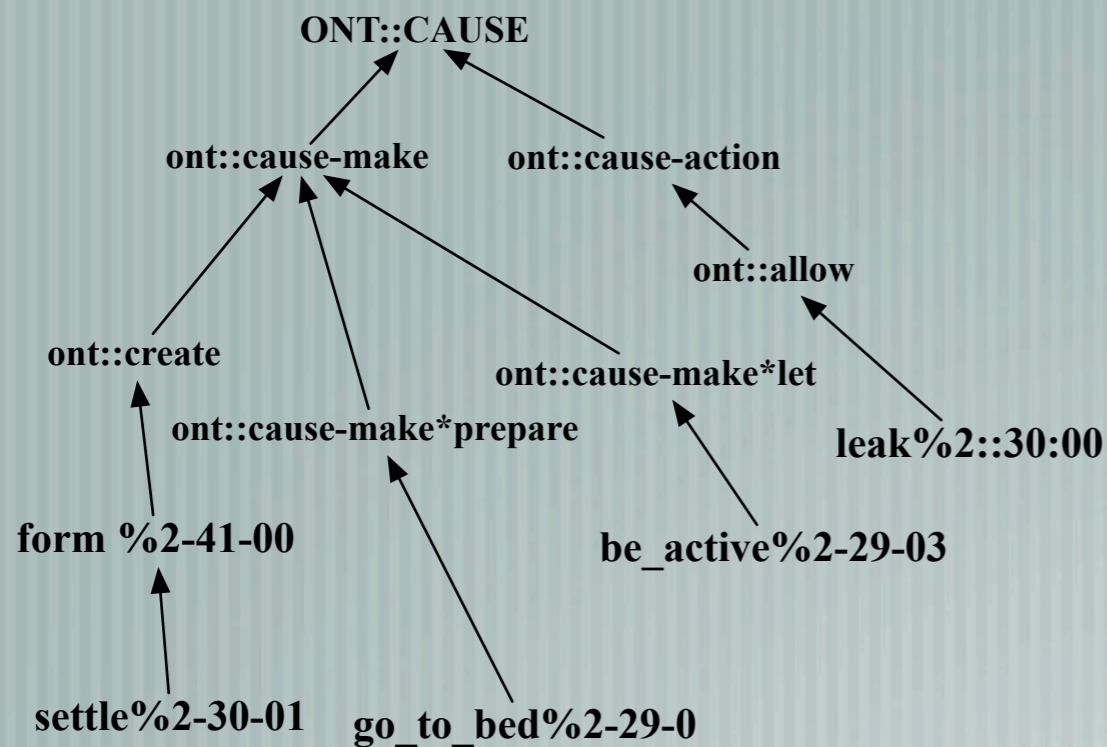 ONT::CAUSE
ont::cause-make
ont::cause-action
ont::allow
ont::create
ont::cause-make*let
ont::cause-make*prepare
leak%2::30:00
form %2-41-00
be_active%2-29-03
settle%2-30-01
go_to_bed%2-29-0